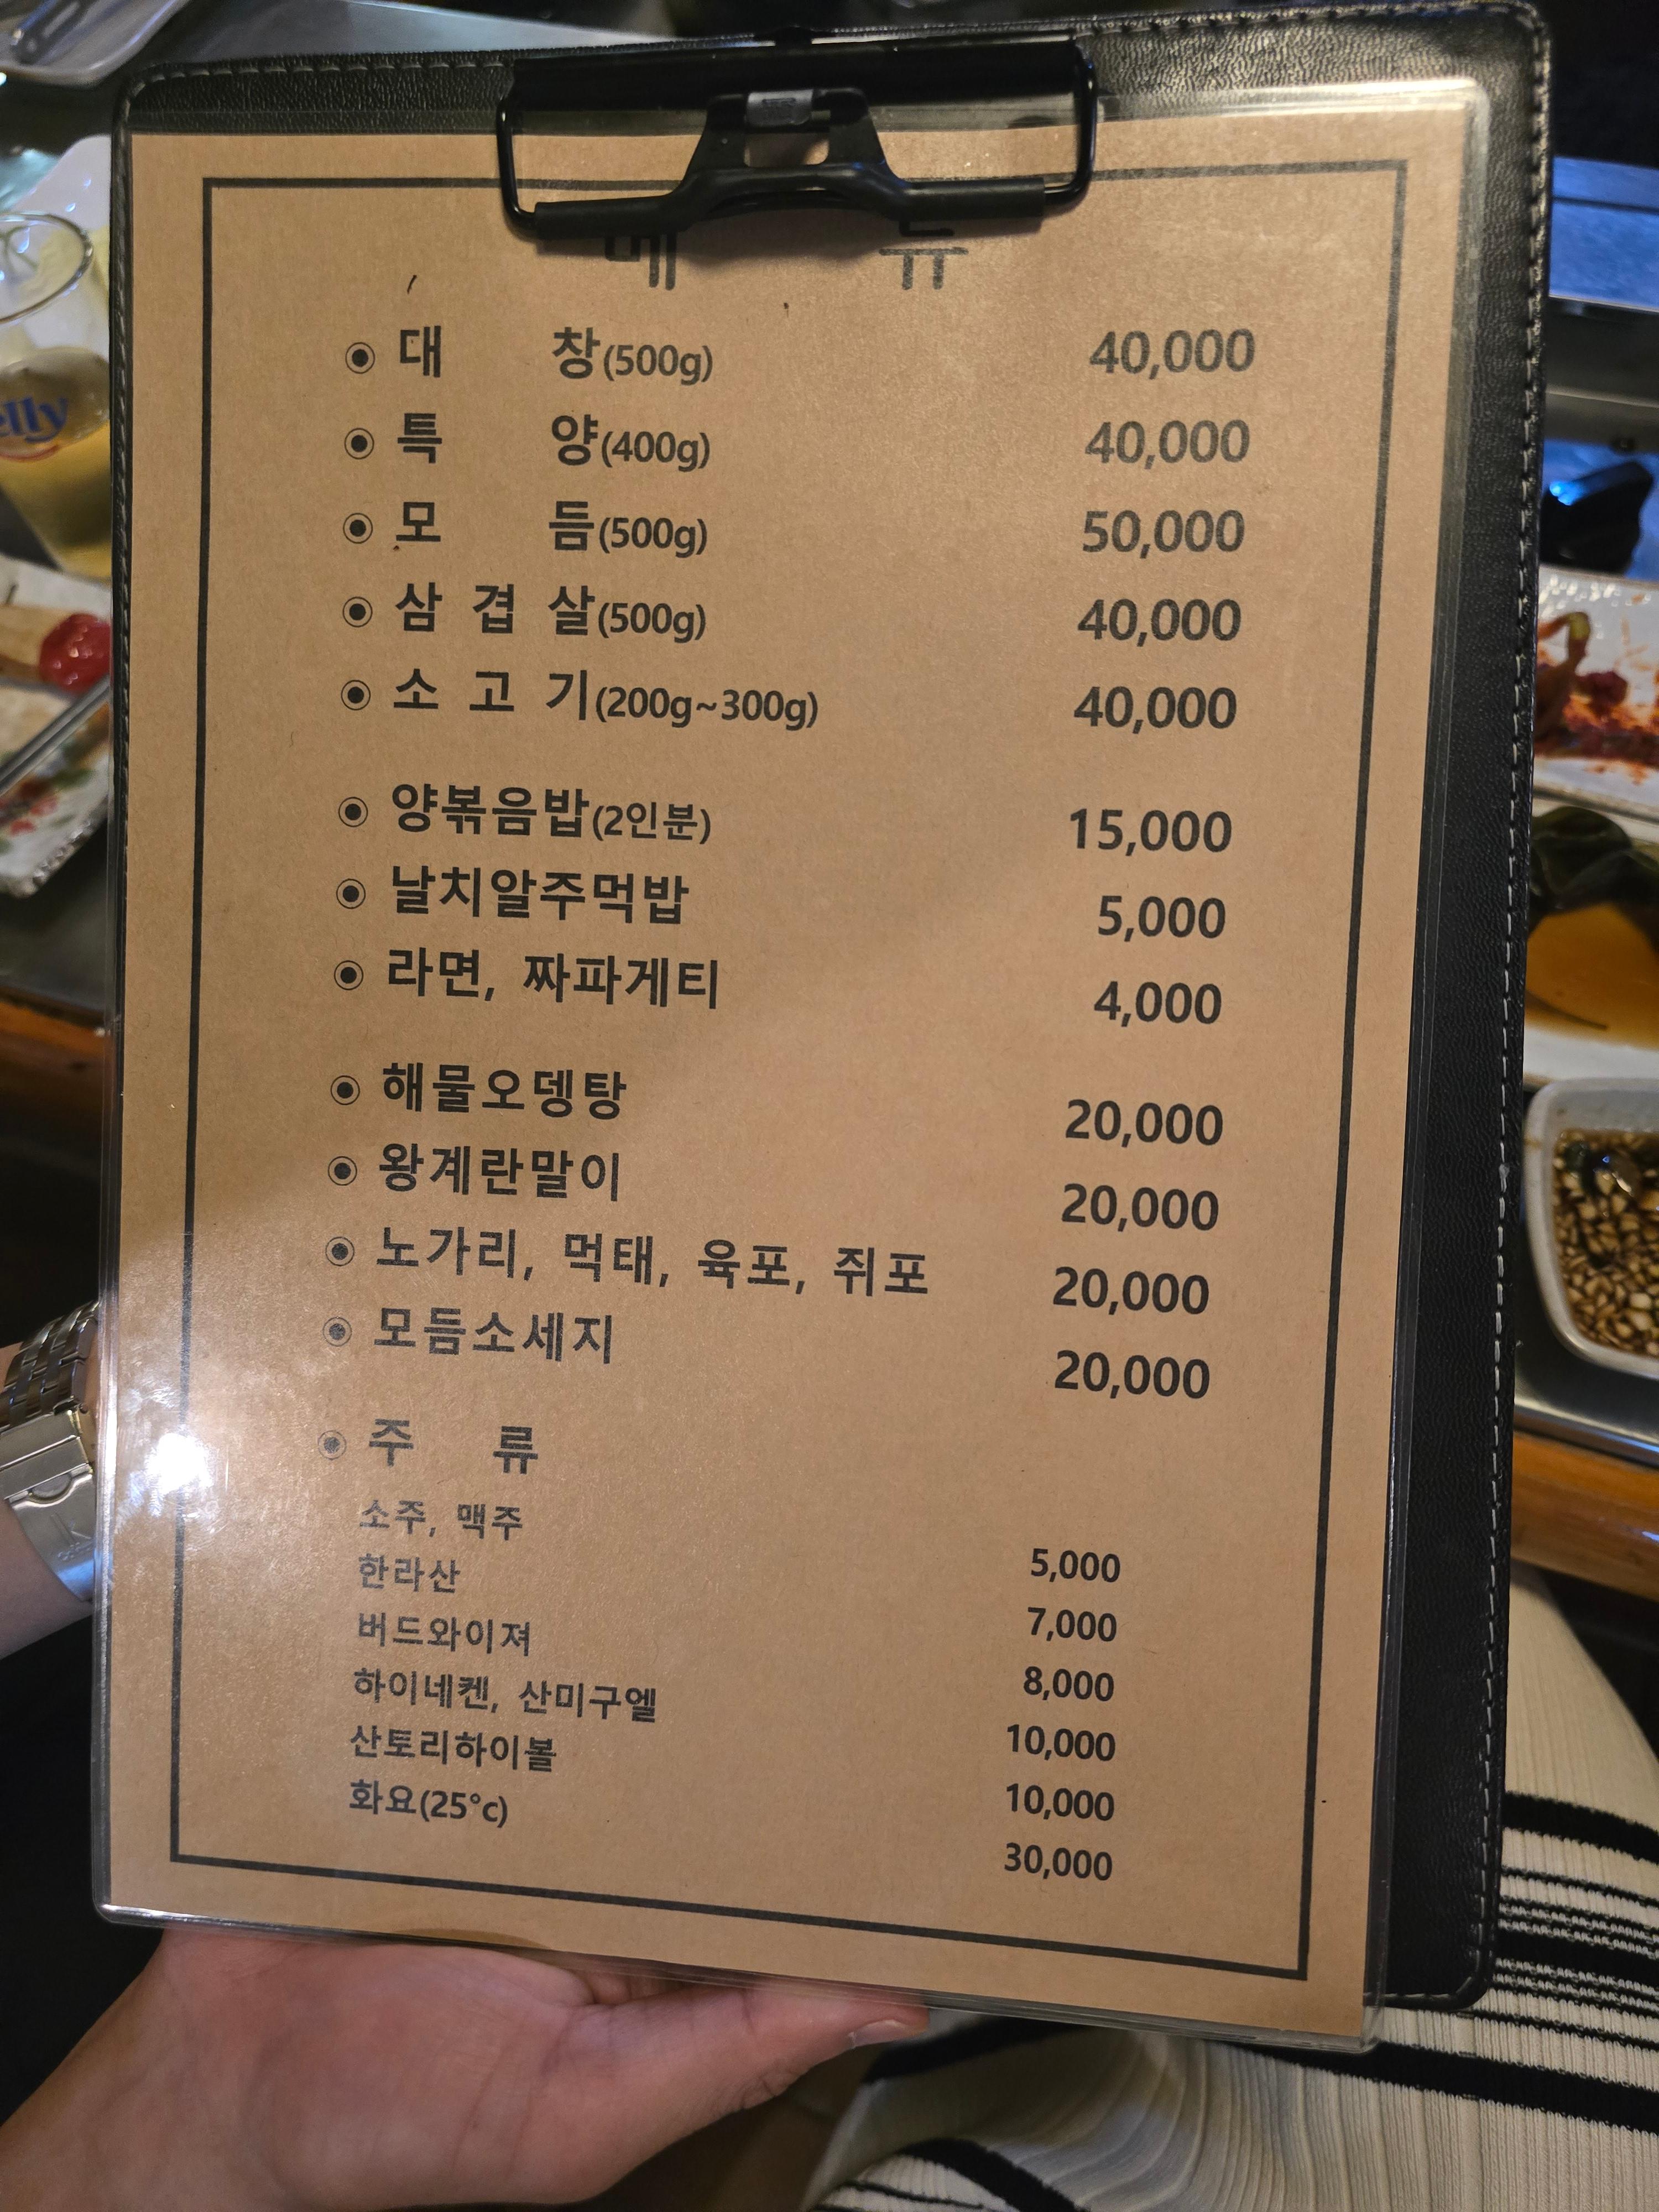 메 뉴
대 창(500g) 40,000
특 양(400g) 40,000
모 듬(500g) 50,000
삼 겹 살(500g) 40,000
소 고 기(200g~300g) 40,000
양볶음밥(2인분) 15,000
날치알주먹밥 5,000
라면, 짜파게티 4,000
해물오뎅탕 20,000
왕계란말이 20,000
노가리, 먹태, 육포, 쥐포 20,000
모듬소세지 20,000
주 류
소주, 맥주 5,000
한라산 7,000
버드와이져 8,000
하이네켄, 산미구엘 10,000
산토리하이볼 10,000
화요(25°c) 30,000
elly